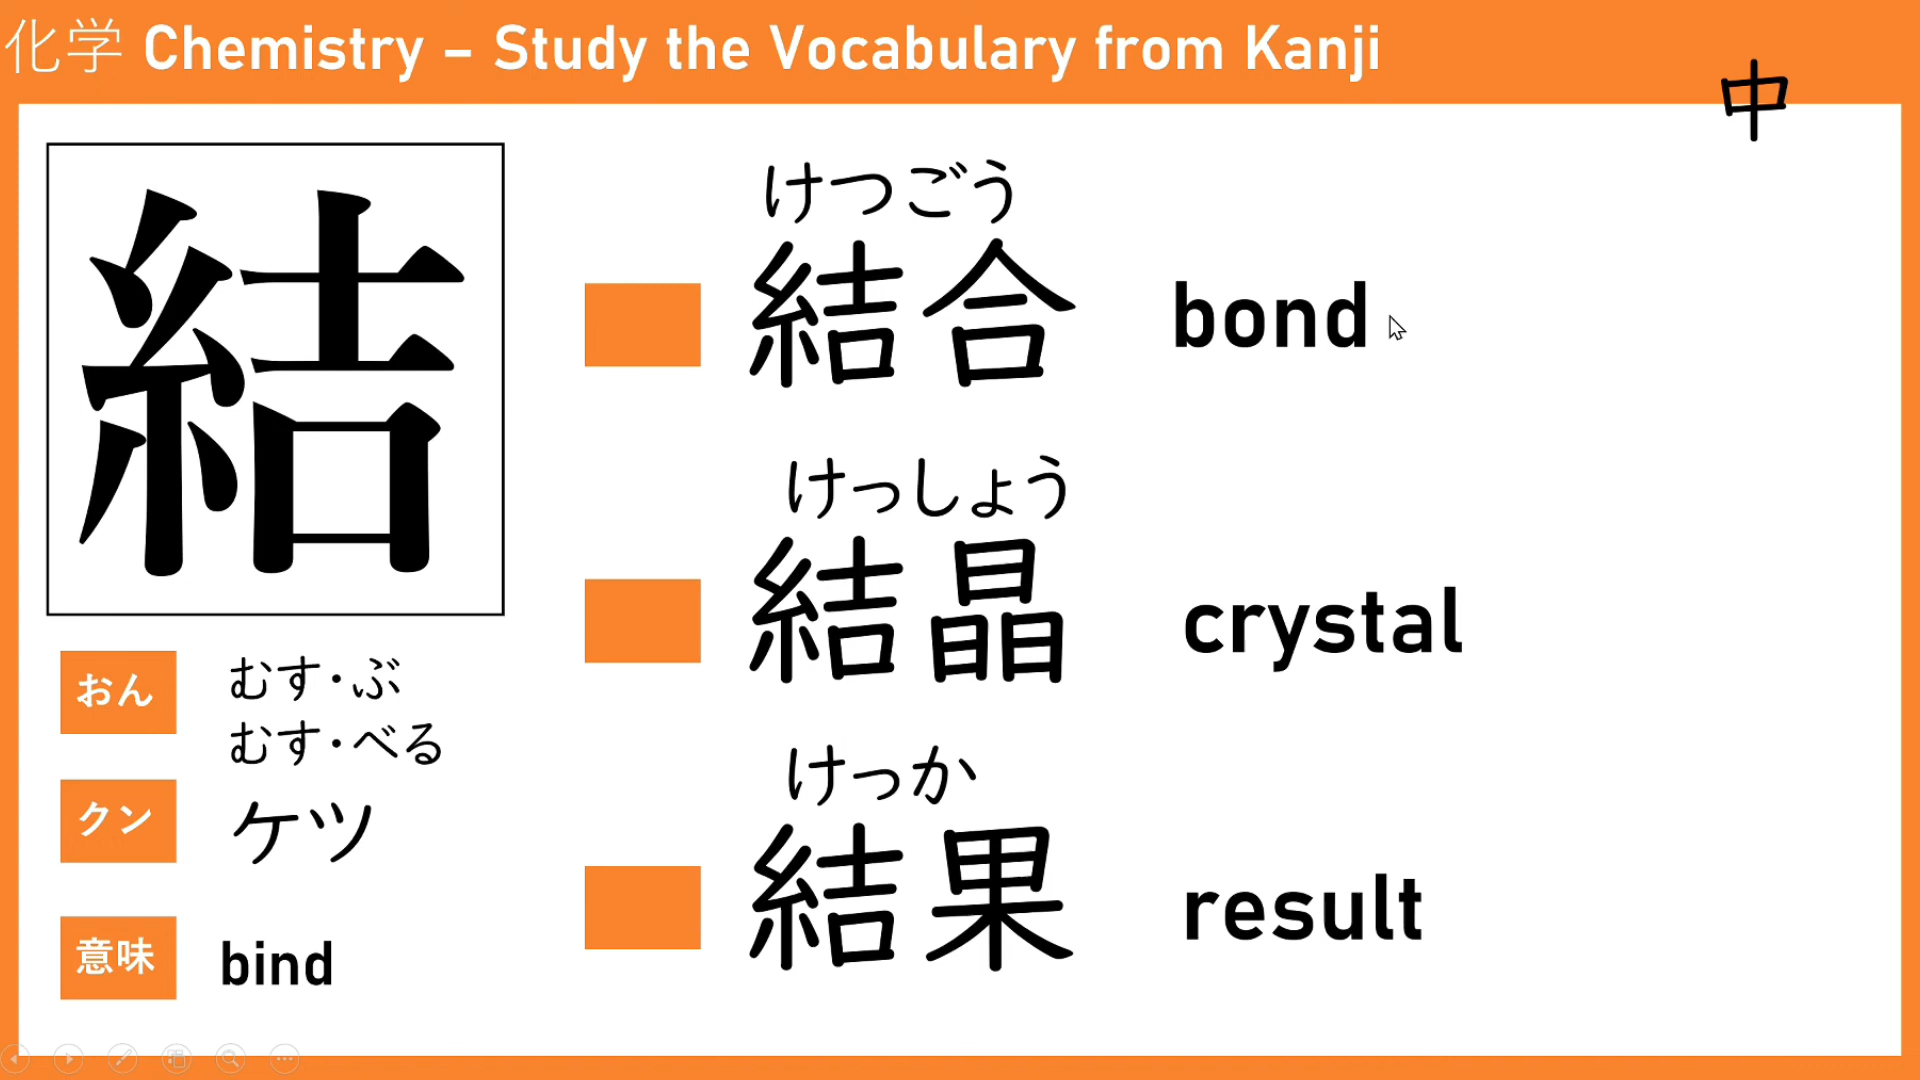 化学 Chemistry – Study the Vocabulary from Kanji
中
結
おん
むす・ぶ
むす・べる
クン
ケツ
意味
bind
けつごう
結合 bond
けっしょう
結晶 crystal
けっか
結果 result